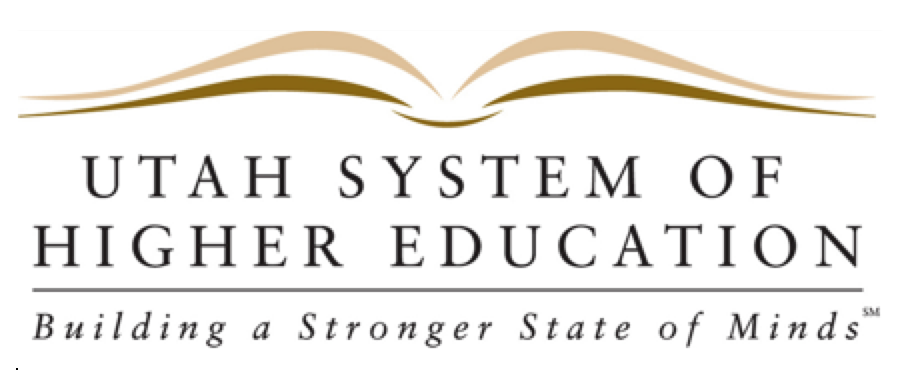 UTAH SYSTEM OF
HIGHER EDUCATION
Building a Stronger State of Minds℠